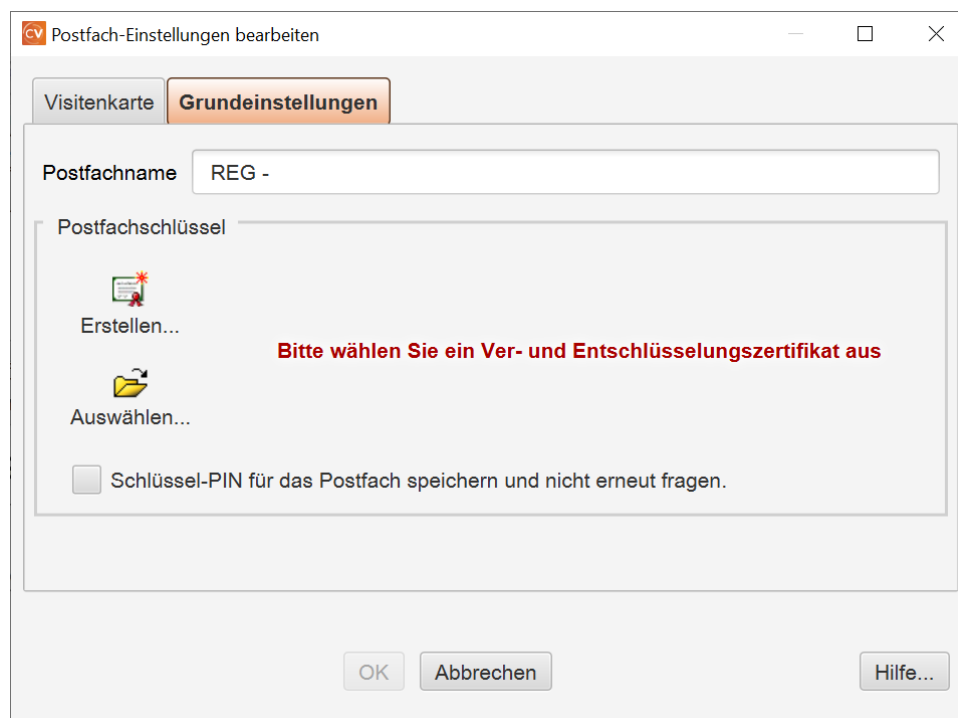 CV Postfach-Einstellungen bearbeiten
Visitenkarte Grundeinstellungen
Postfachname REG -
Postfachschlüssel
Erstellen...
Bitte wählen Sie ein Ver- und Entschlüsselungszertifikat aus
Auswählen...
Schlüssel-PIN für das Postfach speichern und nicht erneut fragen.
OK Abbrechen Hilfe...